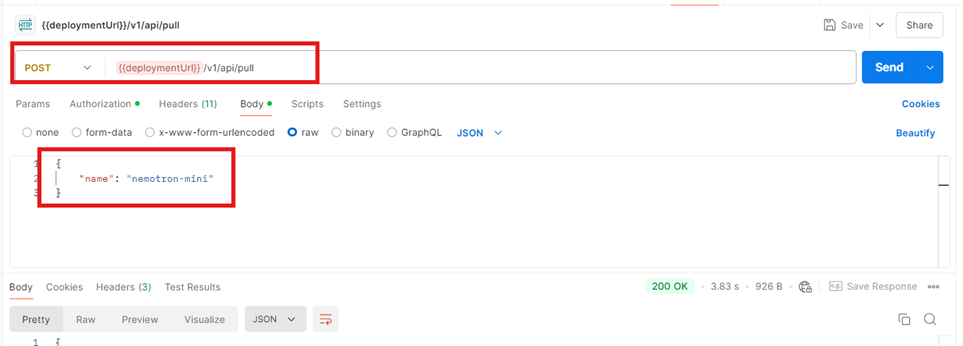 HTTP {{deploymentUrl}}/v1/api/pull Save Share
POST {{deploymentUrl}}/v1/api/pull Send
Params Authorization Headers (11) Body Scripts Settings Cookies
none form-data x-www-form-urlencoded raw binary GraphQL JSON Beautify
1 {
2 "name": "nemotron-mini"
3 }
Body Cookies Headers (3) Test Results 200 OK 3.83 s 926 B Save Response
Pretty Raw Preview Visualize JSON
1 {